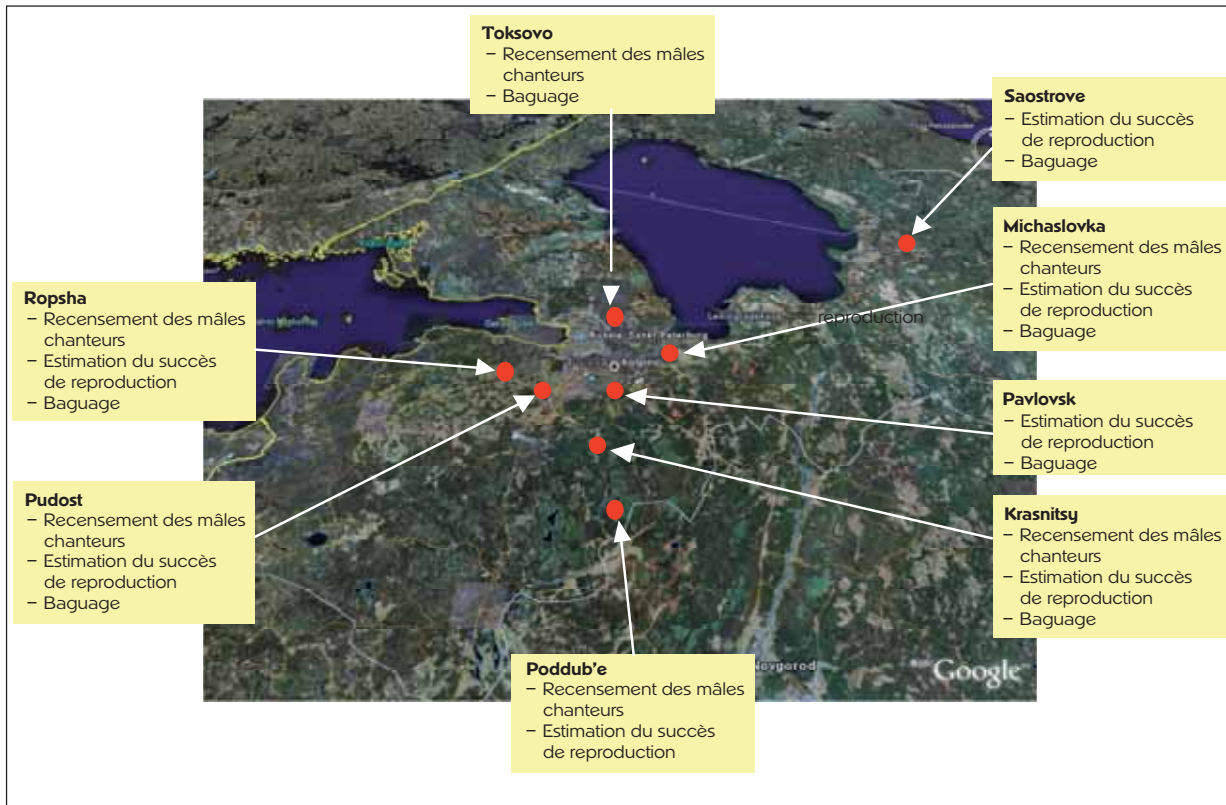 Toksovo
– Recensement des mâles
chanteurs
– Baguage
Saostrove
– Estimation du succès
de reproduction
– Baguage
Michaslovka
– Recensement des mâles
chanteurs
– Estimation du succès
de reproduction
– Baguage
reproduction
Ropsha
– Recensement des mâles
chanteurs
– Estimation du succès
de reproduction
– Baguage
Pavlovsk
– Estimation du succès
de reproduction
– Baguage
Pudost
– Recensement des mâles
chanteurs
– Estimation du succès
de reproduction
– Baguage
Krasnitsy
– Recensement des mâles
chanteurs
– Estimation du succès
de reproduction
– Baguage
Poddub'e
– Recensement des mâles
chanteurs
– Estimation du succès
de reproduction
Novgorod
Google